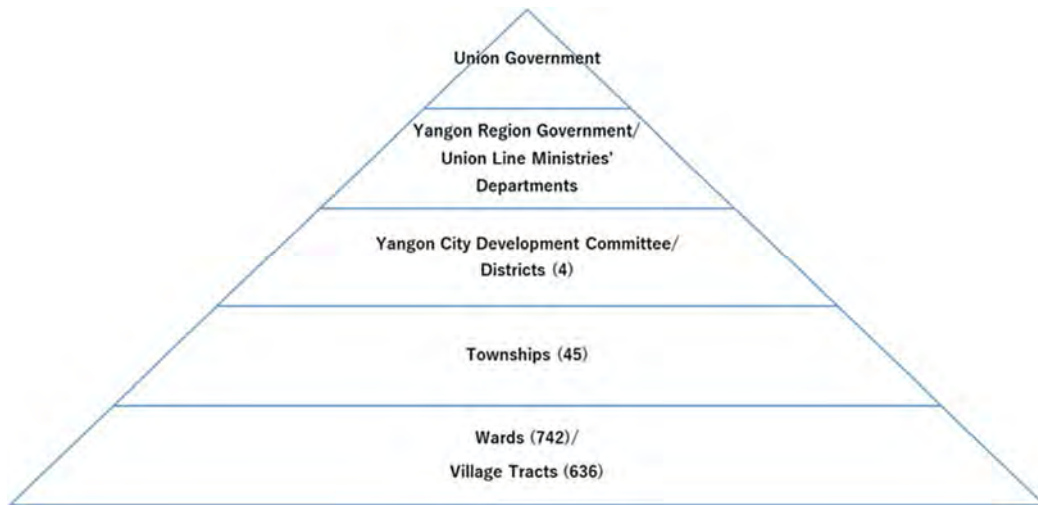 Union Government
Yangon Region Government/
Union Line Ministries'
Departments
Yangon City Development Committee/
Districts (4)
Townships (45)
Wards (742)/
Village Tracts (636)